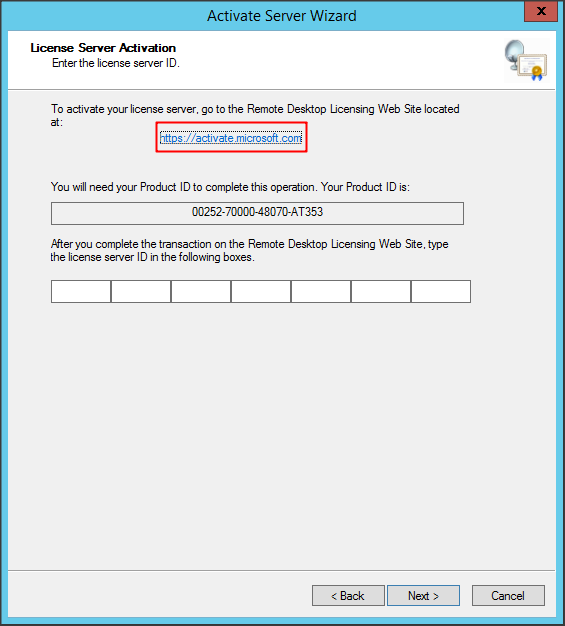 Activate Server Wizard
x
License Server Activation
Enter the license server ID.
To activate your license server, go to the Remote Desktop Licensing Web Site located
at:
https://activate.microsoft.com
You will need your Product ID to complete this operation. Your Product ID is:
00252-70000-48070-AT353
After you complete the transaction on the Remote Desktop Licensing Web Site, type
the license server ID in the following boxes.
< Back
Next >
Cancel